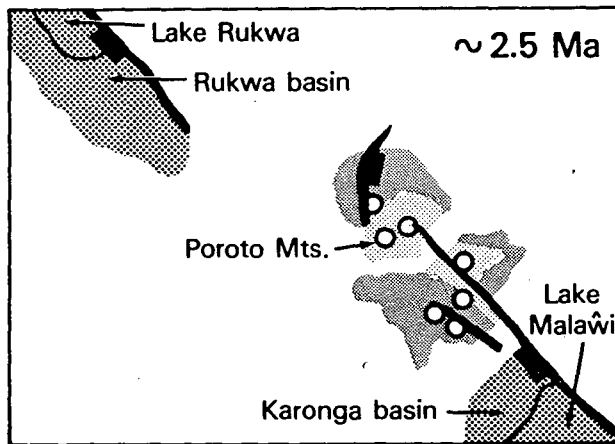 Lake Rukwa
~ 2.5 Ma
Rukwa basin
Poroto Mts.
Lake
Malaŵi
Karonga basin